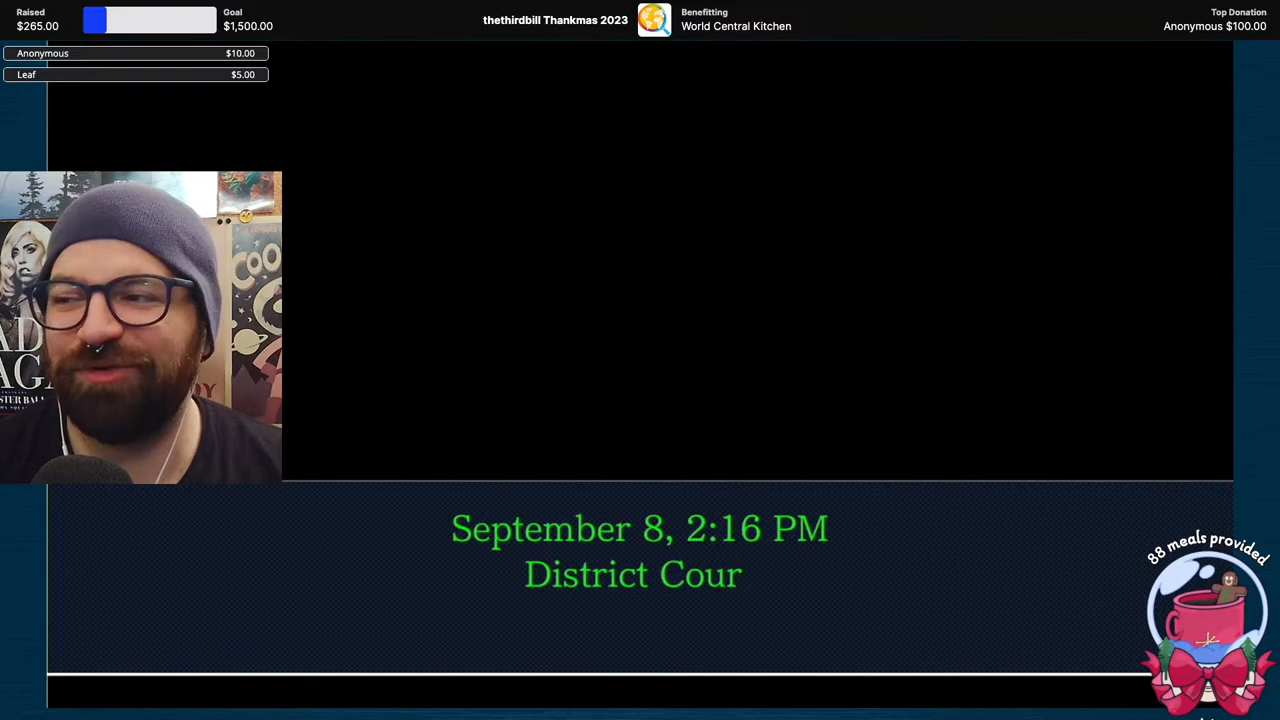 Raised
$265.00
Goal
$1,500.00
thethirdbill Thankmas 2023
Benefitting
World Central Kitchen
Top Donation
Anonymous $100.00
Anonymous $10.00
Leaf $5.00
COO
September 8, 2:16 PM
District Cour
88 meals provided